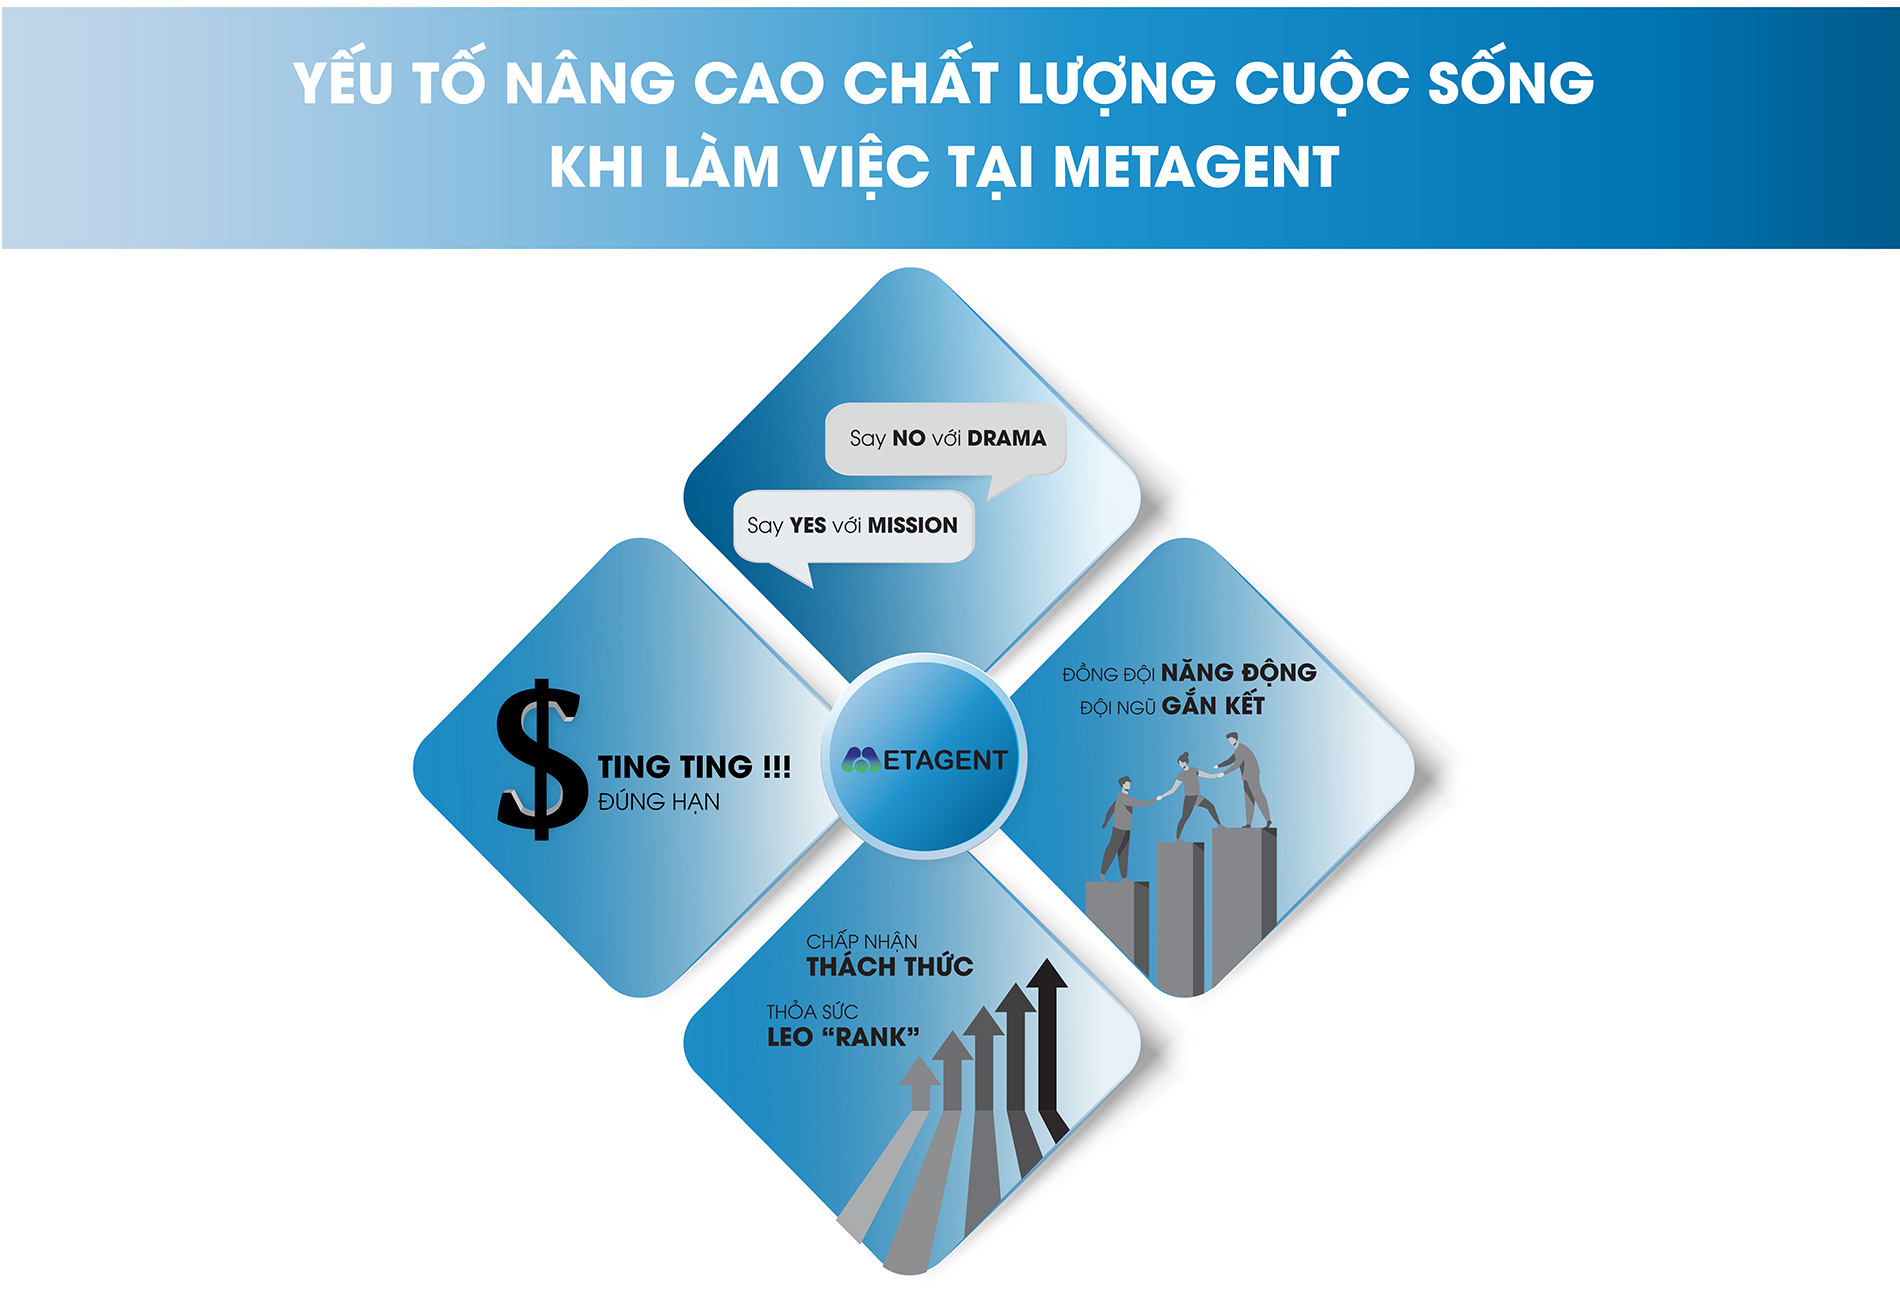 YẾU TỐ NÂNG CAO CHẤT LƯỢNG CUỘC SỐNG
KHI LÀM VIỆC TẠI METAGENT
Say NO với DRAMA
Say YES với MISSION
ĐỒNG ĐỘI NĂNG ĐỘNG
ĐỘI NGŨ GẮN KẾT
$
TING TING !!!
ĐÚNG HẠN
METAGENT
CHẤP NHẬN
THÁCH THỨC
THỎA SỨC
LEO “RANK”